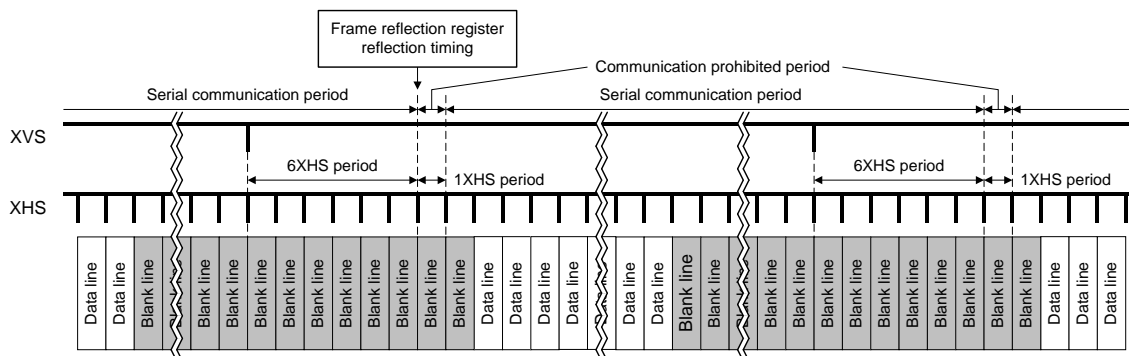 Frame reflection register
reflection timing
Communication prohibited period
Serial communication period
Serial communication period
XVS
6XHS period
1XHS period
6XHS period
1XHS period
XHS
Data line
Data line
Blank line
Blank line
Blank line
Blank line
Blank line
Blank line
Blank line
Blank line
Blank line
Blank line
Blank line
Data line
Data line
Data line
Data line
Data line
Data line
Blank line
Blank line
Blank line
Blank line
Blank line
Blank line
Blank line
Blank line
Blank line
Blank line
Blank line
Blank line
Data line
Data line
Data line